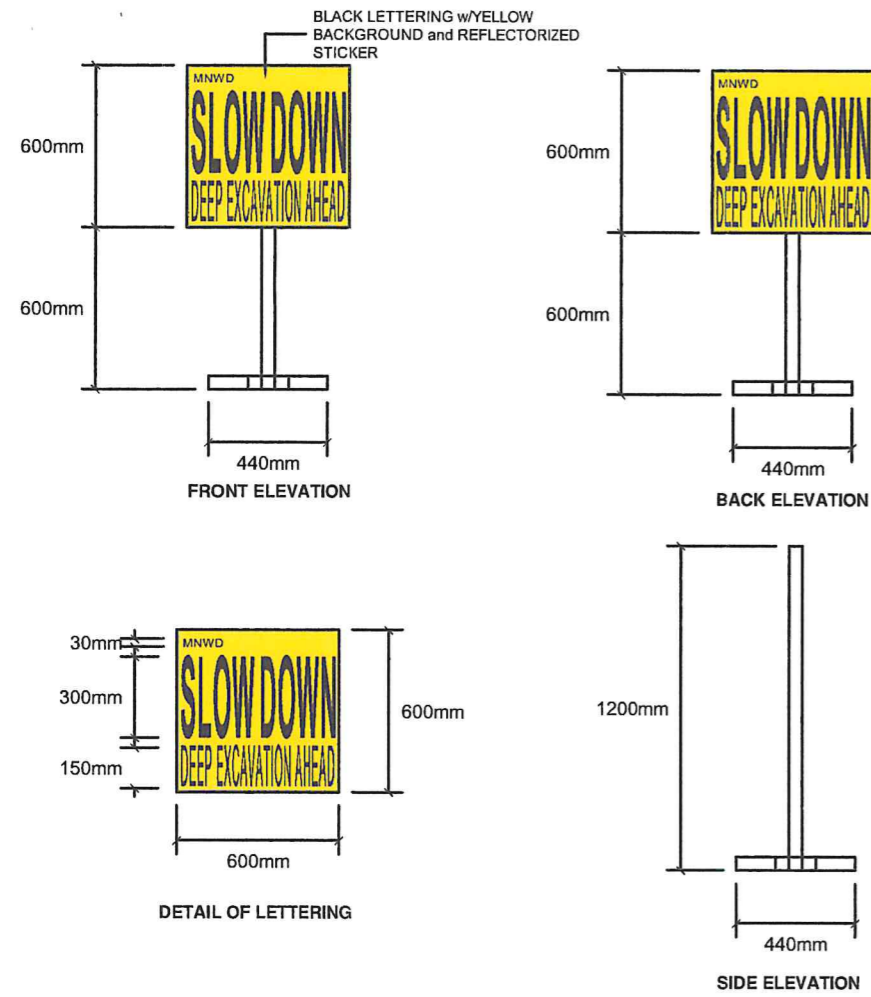 BLACK LETTERING w/YELLOW
BACKGROUND and REFLECTORIZED
STICKER
MNWD
SLOW DOWN
DEEP EXCAVATION AHEAD
600mm
600mm
440mm
FRONT ELEVATION
MNWD
SLOW DOWN
DEEP EXCAVATION AHEAD
600mm
600mm
440mm
BACK ELEVATION
30mm
300mm
150mm
MNWD
SLOW DOWN
DEEP EXCAVATION AHEAD
600mm
600mm
DETAIL OF LETTERING
1200mm
440mm
SIDE ELEVATION